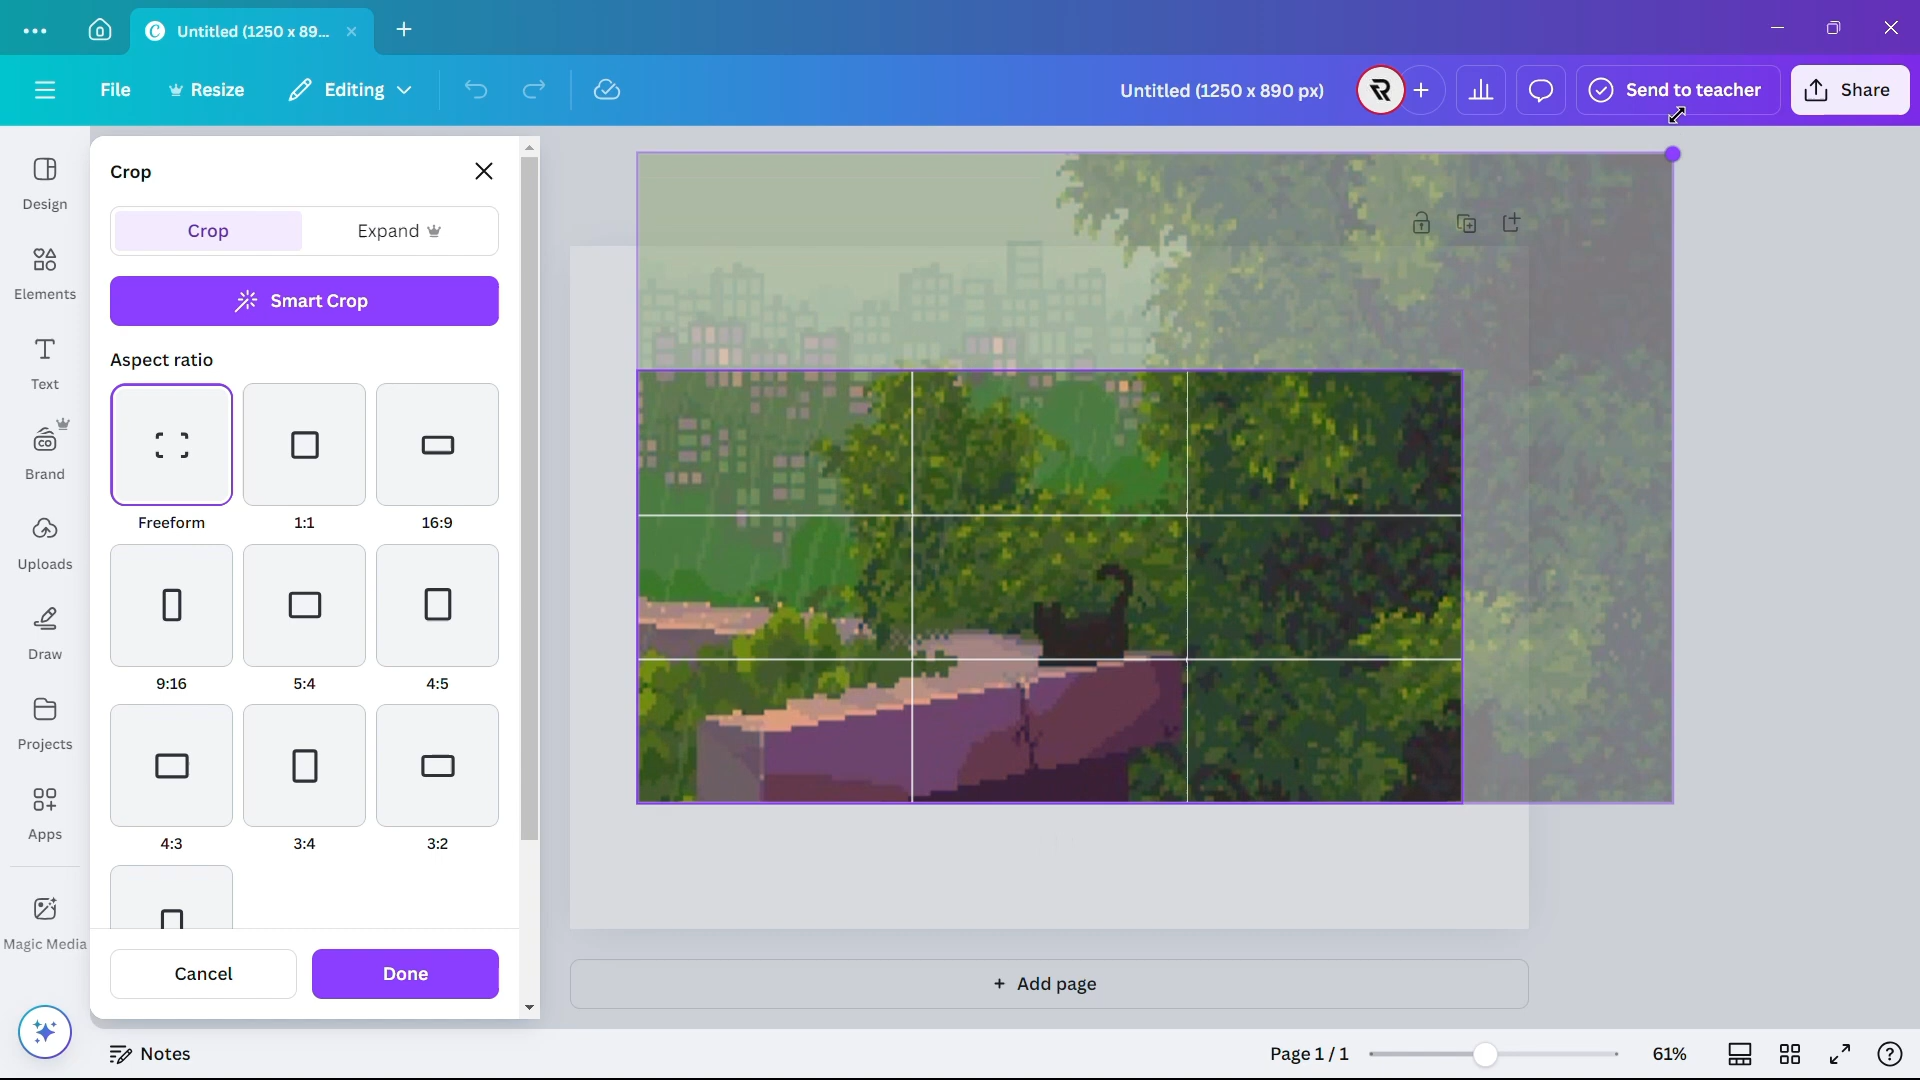 Untitled (1250 x 89...
File
Resize
Editing
Untitled (1250 x 890 px)
Send to teacher
Share
Design
Elements
Text
Brand
Uploads
Draw
Projects
Apps
Magic Media
Crop
Crop
Expand
Smart Crop
Aspect ratio
Freeform
1:1
16:9
9:16
5:4
4:5
4:3
3:4
3:2
Cancel
Done
+ Add page
Notes
Page 1 / 1
61%